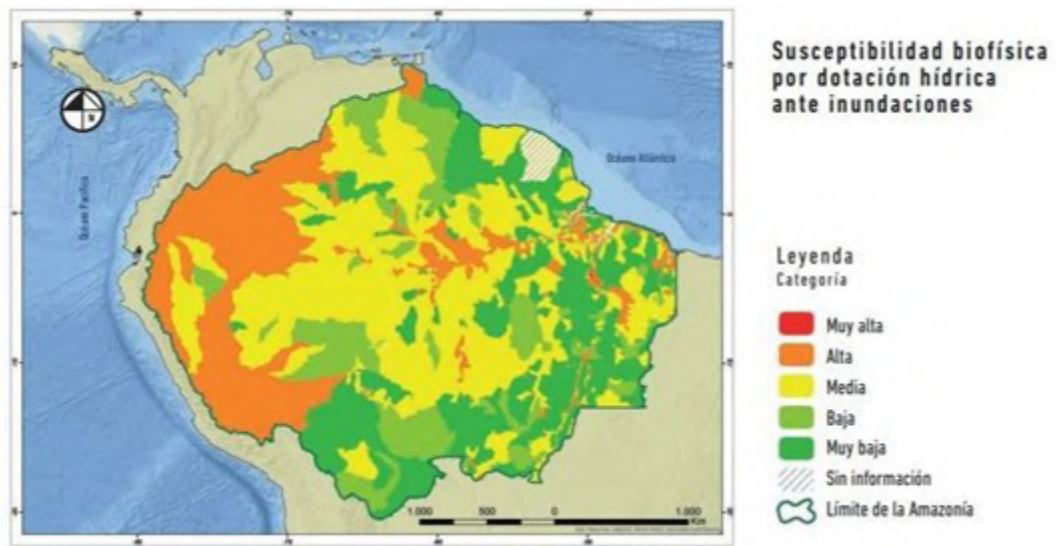 Susceptibilidad biofísica
por dotación hídrica
ante inundaciones
Océano Atlántico
Océano Pacífico
N
Leyenda
Categoría
Muy alta
Alta
Media
Baja
Muy baja
Sin información
Límite de la Amazonía
1.000 500 0 1.000
Km